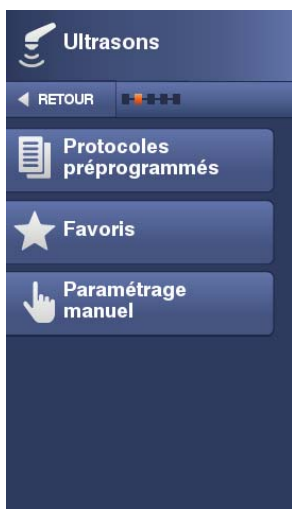 Ultrasons
RETOUR
Protocoles
préprogrammés
Favoris
Paramétrage
manuel